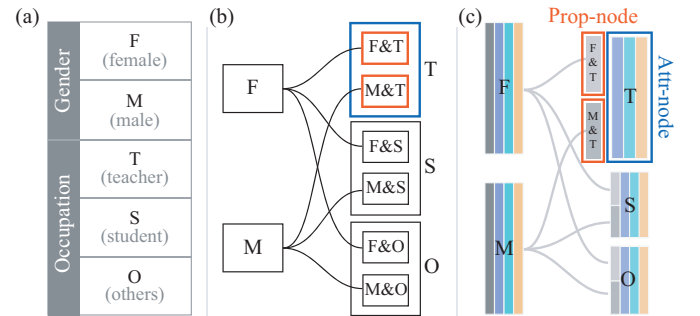 (a)
Gender
F
(female)
M
(male)
Occupation
T
(teacher)
S
(student)
O
(others)
(b)
F
M
F&T
M&T
T
F&S
M&S
S
F&O
M&O
O
(c)
Prop-node
Attr-node
F
M
F
&
T
M
&
T
T
S
O